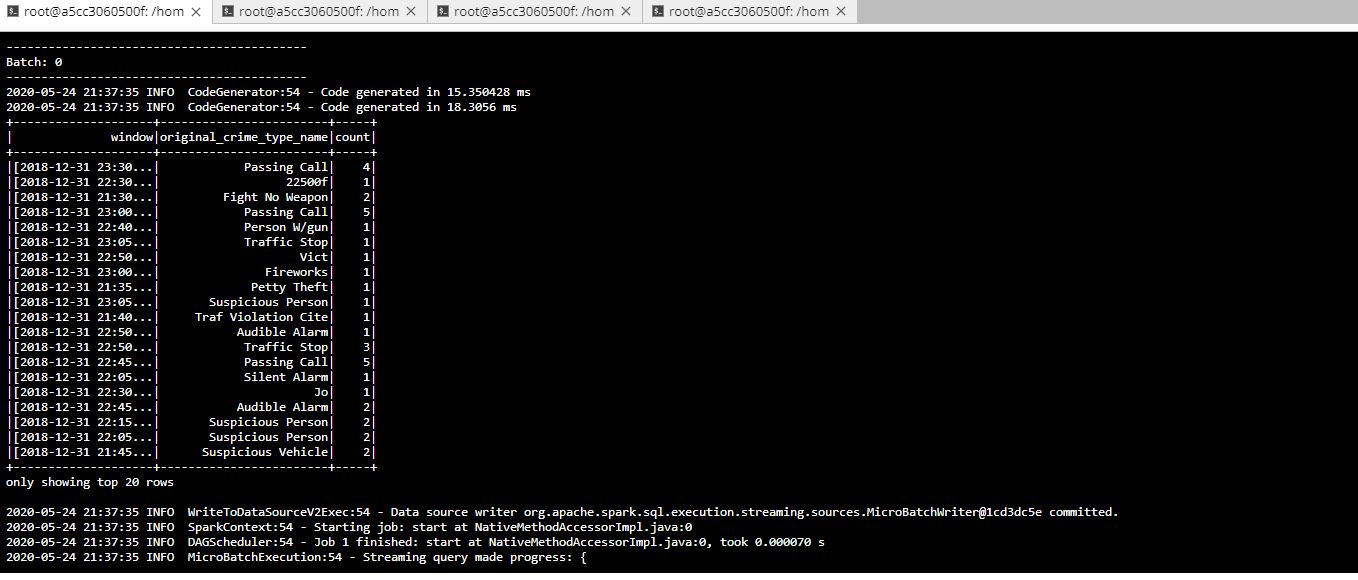 root@a5cc3060500f: /hom × root@a5cc3060500f: /hom × root@a5cc3060500f: /hom × root@a5cc3060500f: /hom ×
-------------------------------------------
Batch: 0
-------------------------------------------
2020-05-24 21:37:35 INFO  CodeGenerator:54 - Code generated in 15.350428 ms
2020-05-24 21:37:35 INFO  CodeGenerator:54 - Code generated in 18.3056 ms
+--------------------+------------------------+-----+
|              window|original_crime_type_name|count|
+--------------------+------------------------+-----+
|[2018-12-31 23:30...|            Passing Call|    4|
|[2018-12-31 22:30...|                  22500f|    1|
|[2018-12-31 21:30...|         Fight No Weapon|    2|
|[2018-12-31 23:00...|            Passing Call|    5|
|[2018-12-31 22:40...|            Person W/gun|    1|
|[2018-12-31 23:05...|            Traffic Stop|    1|
|[2018-12-31 22:50...|                    Vict|    1|
|[2018-12-31 23:00...|               Fireworks|    1|
|[2018-12-31 21:35...|             Petty Theft|    1|
|[2018-12-31 23:05...|       Suspicious Person|    1|
|[2018-12-31 21:40...|     Traf Violation Cite|    1|
|[2018-12-31 22:50...|           Audible Alarm|    1|
|[2018-12-31 22:50...|            Traffic Stop|    3|
|[2018-12-31 22:45...|            Passing Call|    5|
|[2018-12-31 22:05...|            Silent Alarm|    1|
|[2018-12-31 22:30...|                      Jo|    1|
|[2018-12-31 22:45...|           Audible Alarm|    2|
|[2018-12-31 22:15...|       Suspicious Person|    2|
|[2018-12-31 22:05...|       Suspicious Person|    2|
|[2018-12-31 21:45...|      Suspicious Vehicle|    2|
+--------------------+------------------------+-----+
only showing top 20 rows
2020-05-24 21:37:35 INFO  WriteToDataSourceV2Exec:54 - Data source writer org.apache.spark.sql.execution.streaming.sources.MicroBatchWriter@1cd3dc5e committed.
2020-05-24 21:37:35 INFO  SparkContext:54 - Starting job: start at NativeMethodAccessorImpl.java:0
2020-05-24 21:37:35 INFO  DAGScheduler:54 - Job 1 finished: start at NativeMethodAccessorImpl.java:0, took 0.000070 s
2020-05-24 21:37:35 INFO  MicroBatchExecution:54 - Streaming query made progress: {